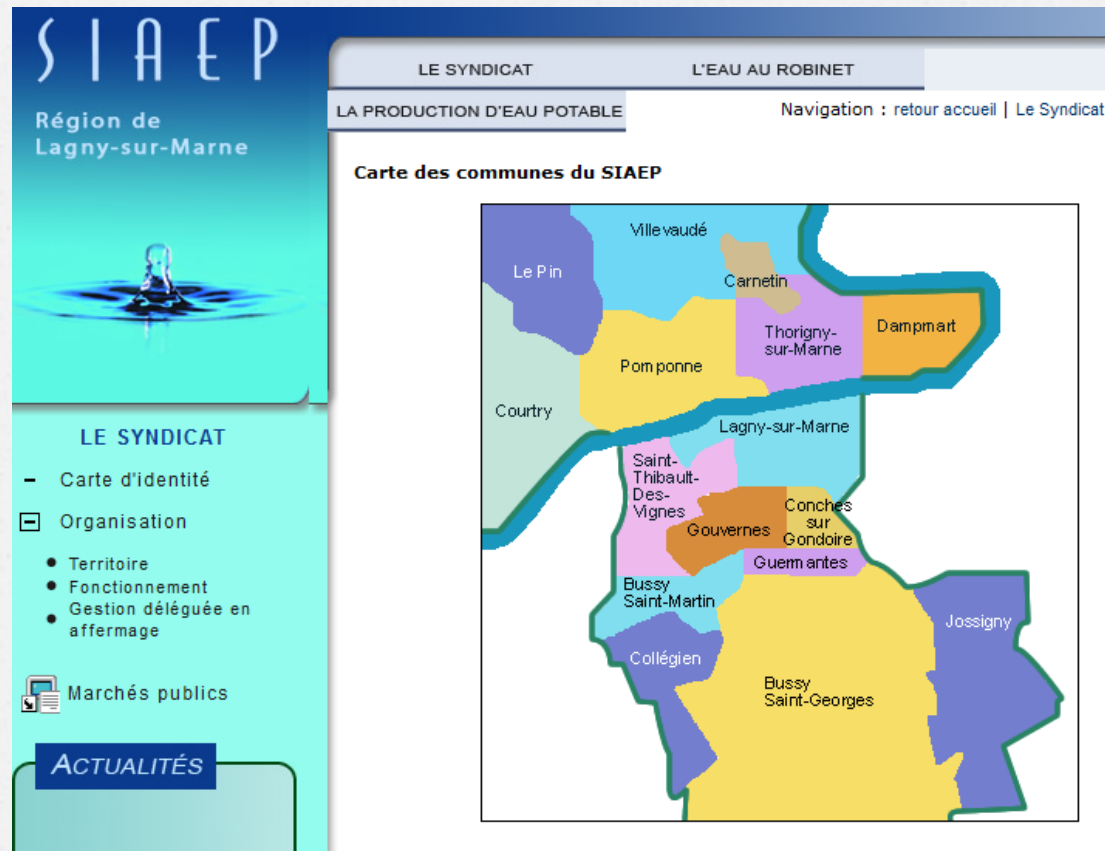 SIAEP
Région de
Lagny-sur-Marne
LE SYNDICAT
L'EAU AU ROBINET
LA PRODUCTION D'EAU POTABLE
Navigation : retour accueil | Le Syndicat
Carte des communes du SIAEP
Villevaudé
Le Pin
Carnetin
Thorigny-
sur-Marne
Dampmart
Pomponne
Courtry
Lagny-sur-Marne
Saint-
Thibault-
Des-
Vignes
Gouvernes
Conches
sur
Gondoire
Guermantes
Bussy
Saint-Martin
Jossigny
Collégien
Bussy
Saint-Georges
LE SYNDICAT
Carte d'identité
Organisation
Territoire
Fonctionnement
Gestion déléguée en
affermage
Marchés publics
ACTUALITÉS